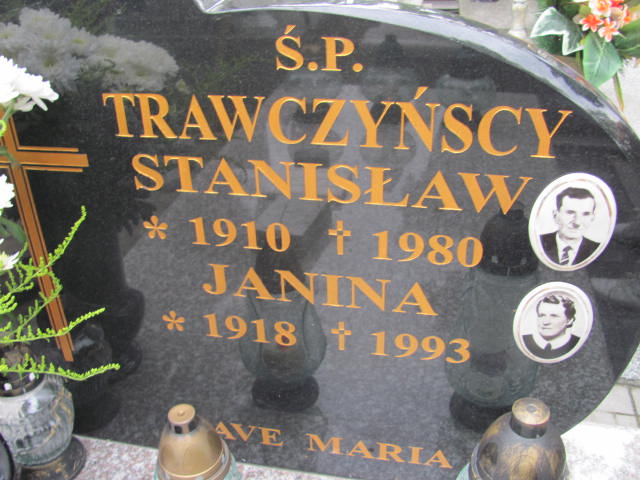 Ś.P.
TRAWCZYŃSCY
STANISŁAW
* 1910 ✝ 1980
JANINA
* 1918 ✝ 1993
AVE MARIA